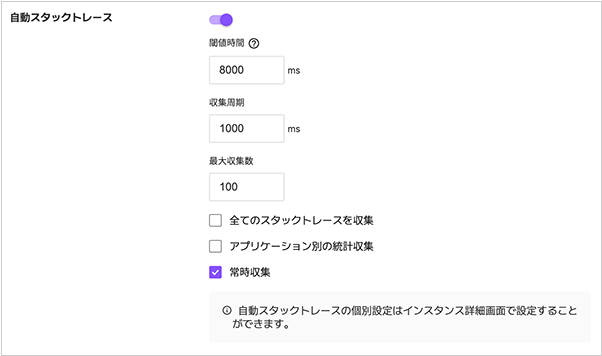 自動スタックトレース
閾値時間
8000 ms
収集周期
1000 ms
最大収集数
100
全てのスタックトレースを収集
アプリケーション別の統計収集
常時収集
自動スタックトレースの個別設定はインスタンス詳細画面で設定すること
ができます。